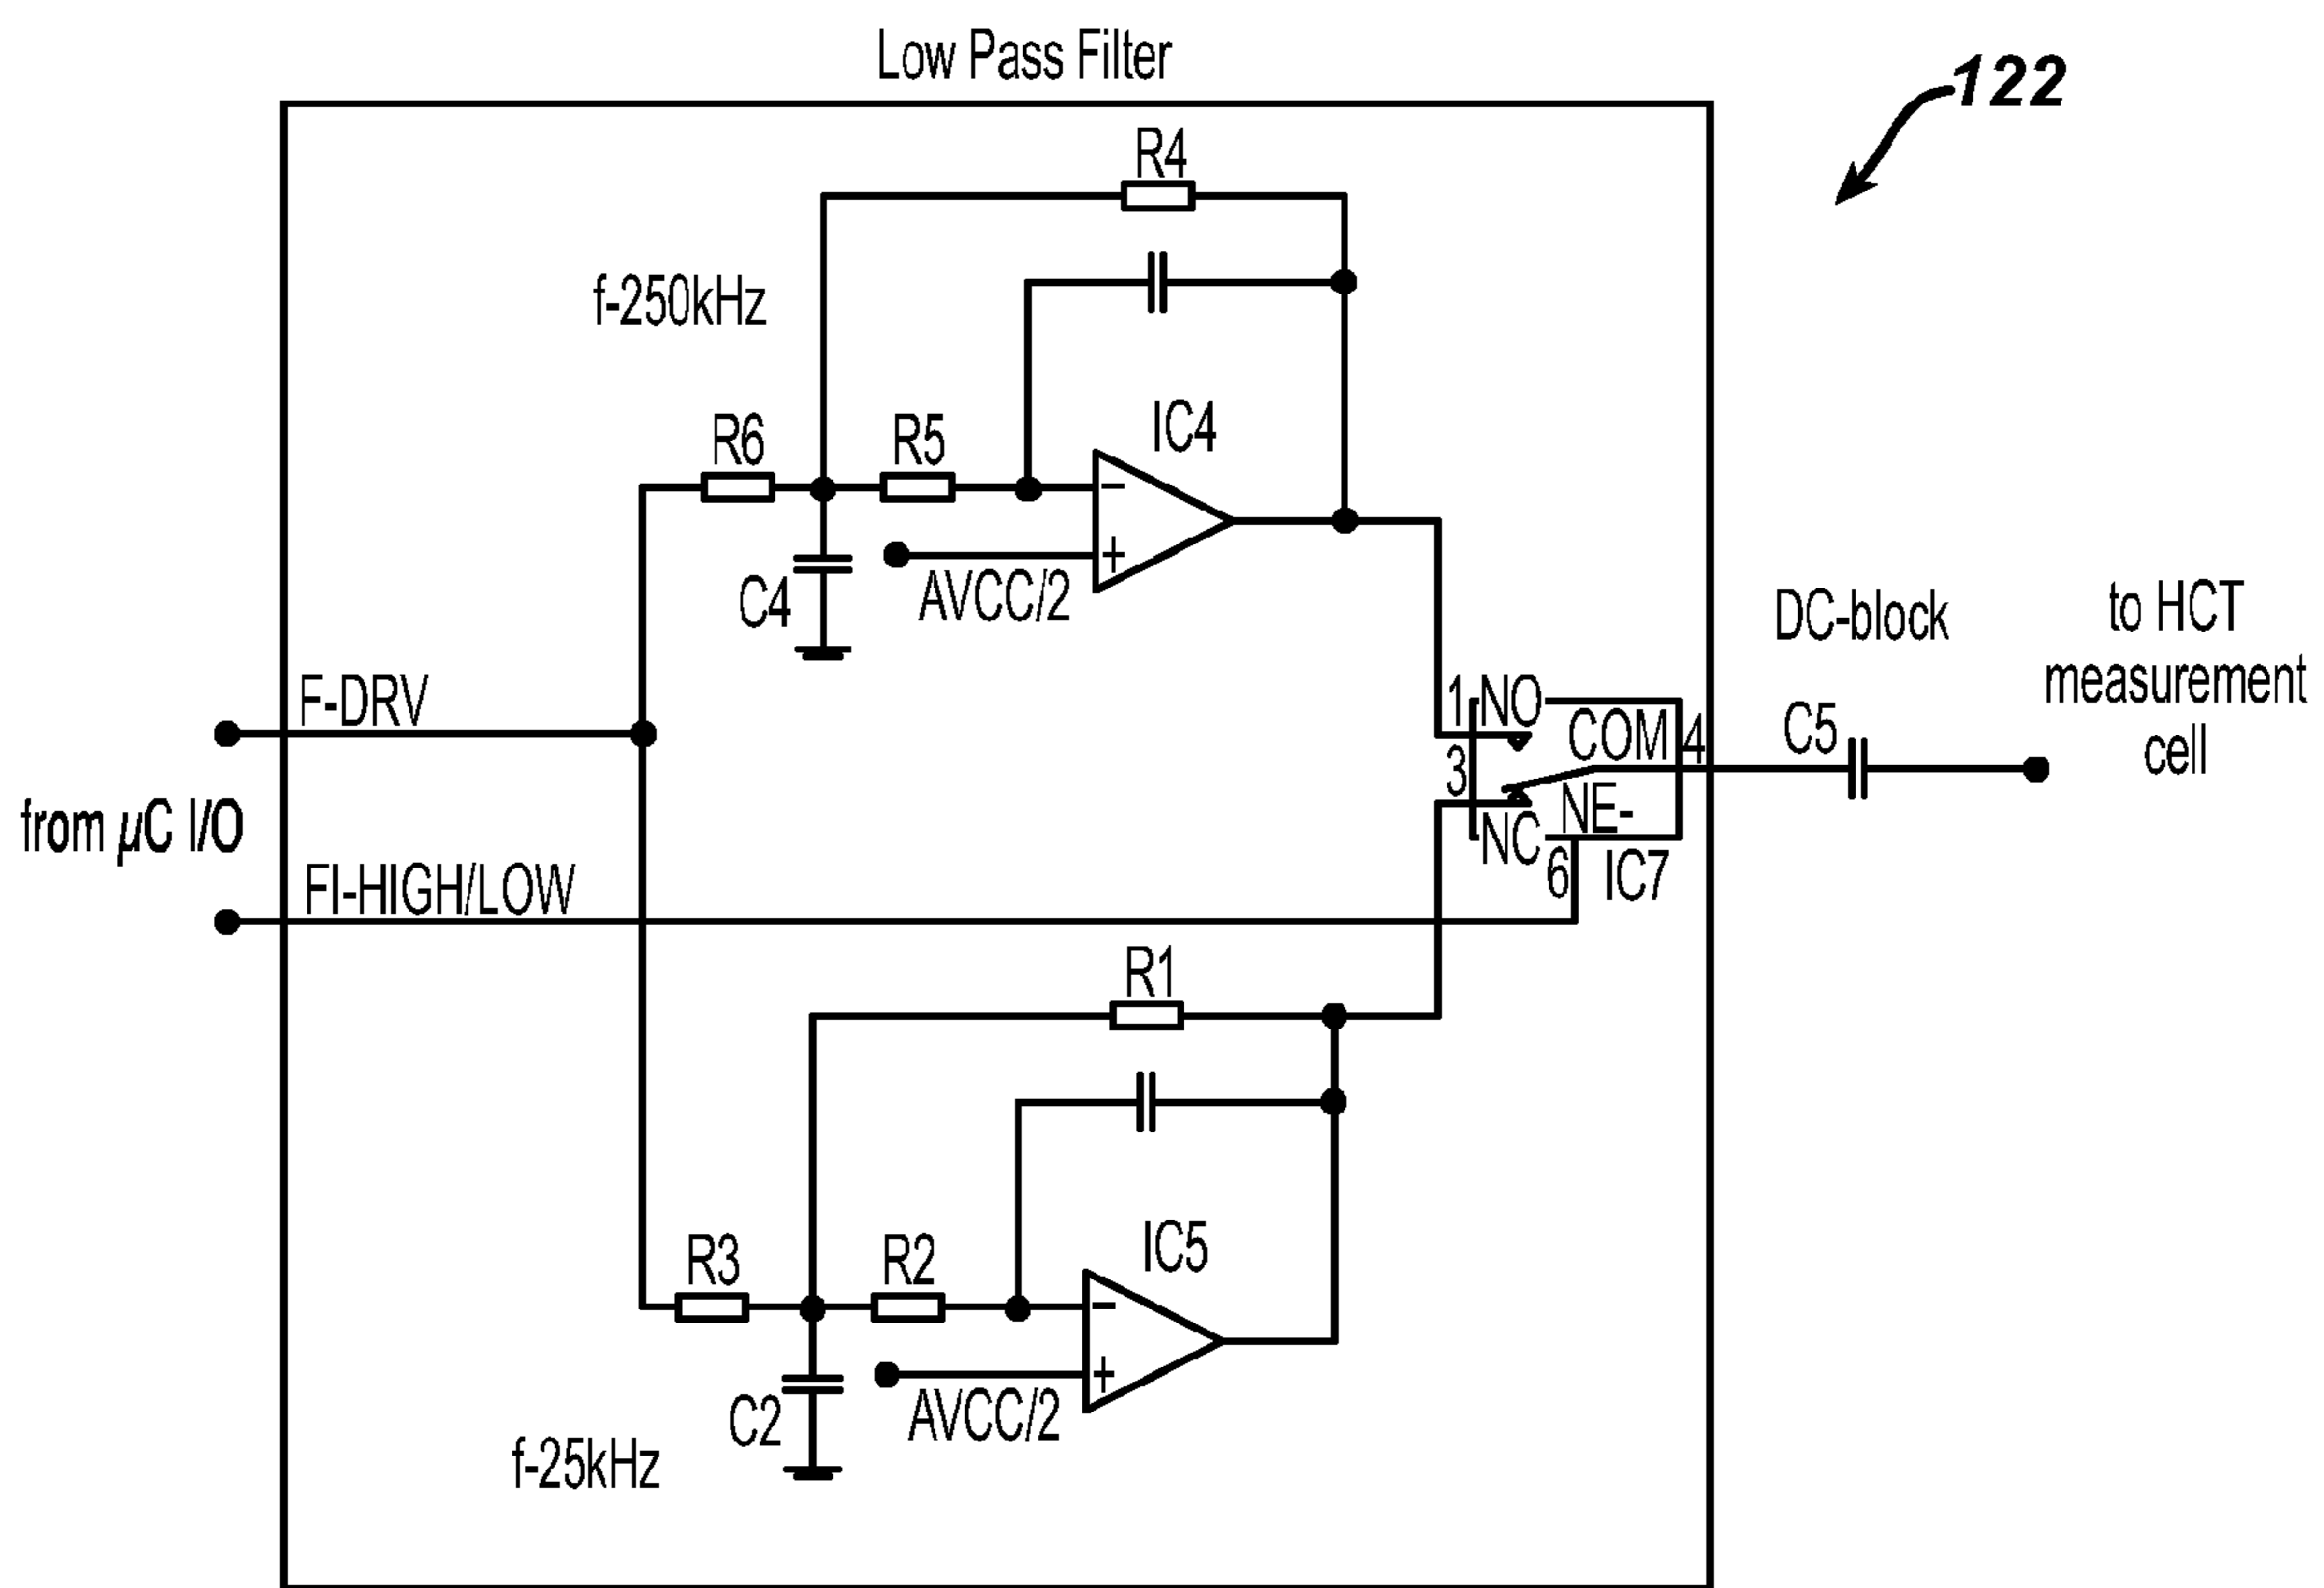 Low Pass Filter
122
R4
f-250kHz
IC4
R6
R5
−
+
C4
AVCC/2
F-DRV
1
NO
COM
4
3
NE-
NC
6
IC7
DC-block
C5
to HCT
measurement
cell
from µC I/O
FI-HIGH/LOW
R1
IC5
R3
R2
−
+
C2
AVCC/2
f-25kHz